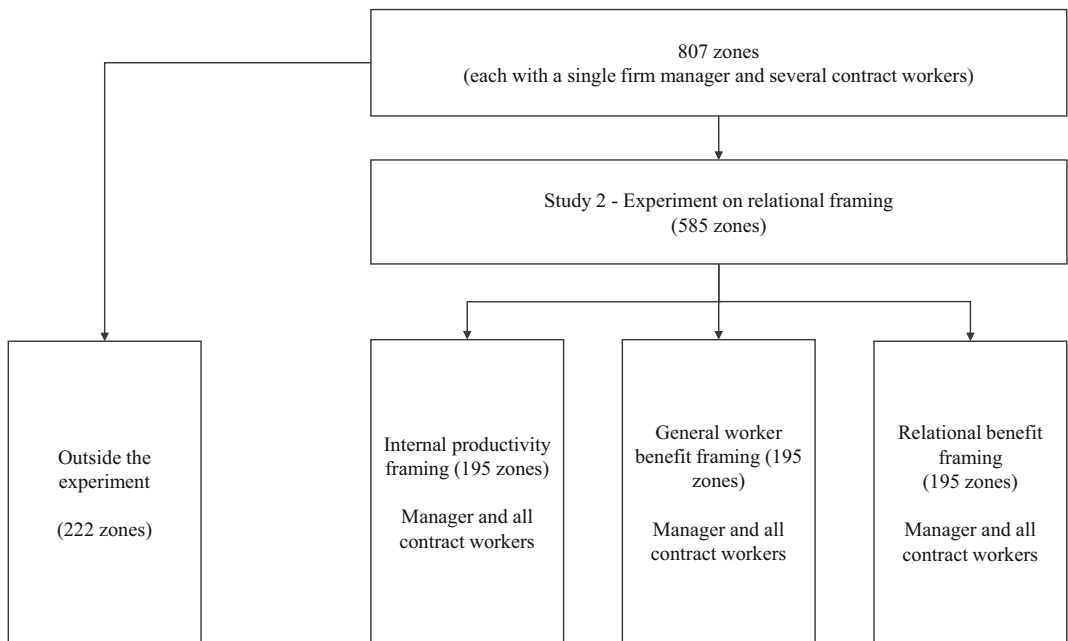 807 zones
(each with a single firm manager and several contract workers)
Study 2 - Experiment on relational framing
(585 zones)
Outside the
experiment
(222 zones)
Internal productivity
framing (195 zones)
Manager and all
contract workers
General worker
benefit framing (195
zones)
Manager and all
contract workers
Relational benefit
framing
(195 zones)
Manager and all
contract workers